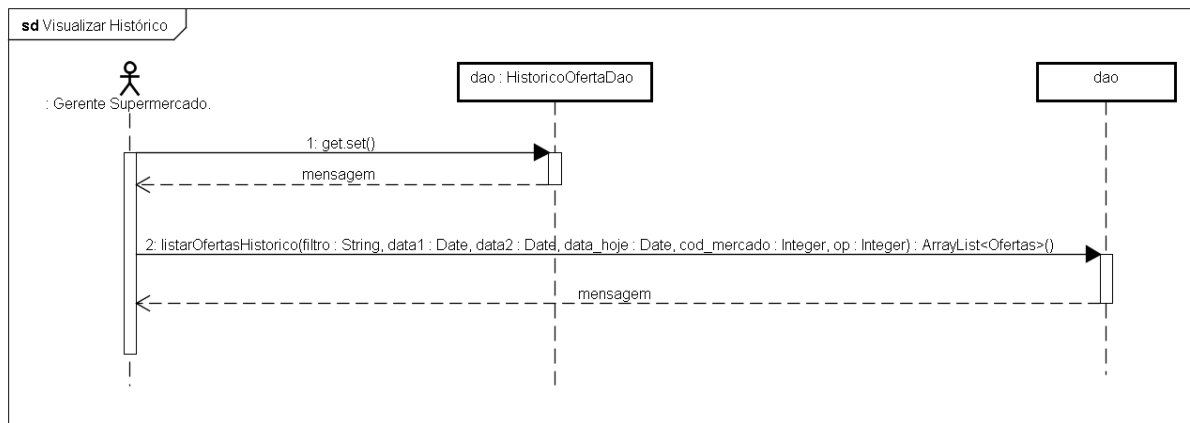 sd Visualizar Histórico
dao : HistoricoOfertaDao
dao
: Gerente Supermercado.
1: get.set()
mensagem
2: listarOfertasHistorico(filtro : String, data1 : Date, data2 : Date, data_hoje : Date, cod_mercado : Integer, op : Integer) : ArrayList<Ofertas>()
mensagem